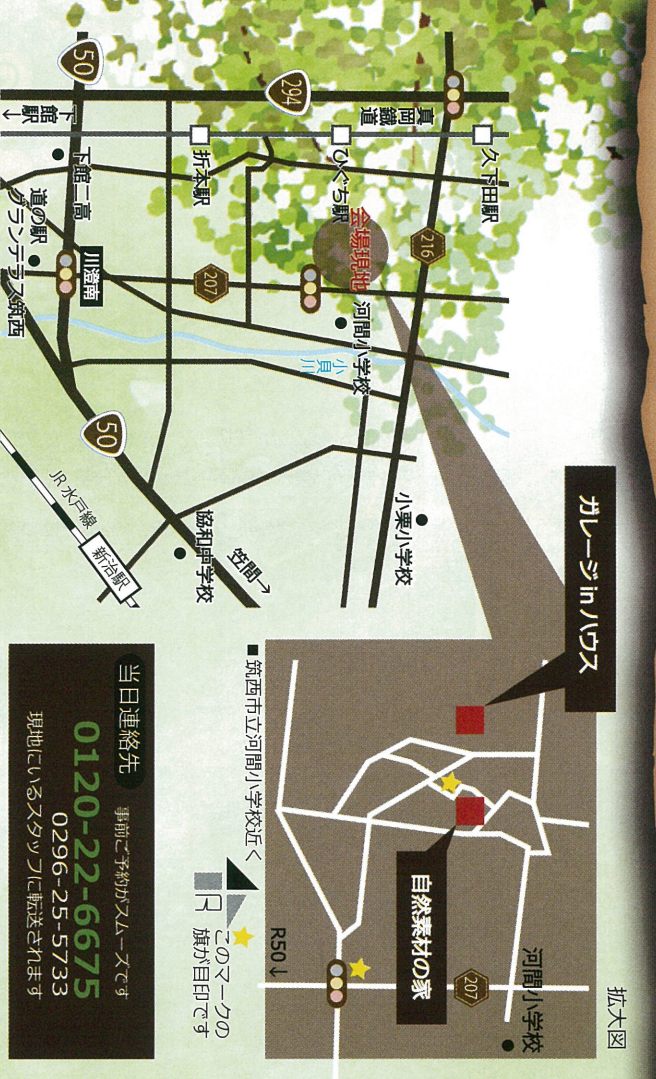 久下田駅
真岡鐵道
ひぐち駅
折本駅
下館駅
↓
294
50
下館二高
道の駅
グランテラス筑西
川澄南
207
216
会場現地
河間小学校
小貝川
50
小栗小学校
協和中学校
笠間→
JR 水戸線
新治駅
ガレージ in ハウス
拡大図
河間小学校
207
自然素材の家
R50↓
■筑西市立河間小学校近く
このマークの
旗が目印です
当日連絡先
事前ご予約がスムーズです
0120-22-6675
0296-25-5733
現地にいるスタッフに転送されます